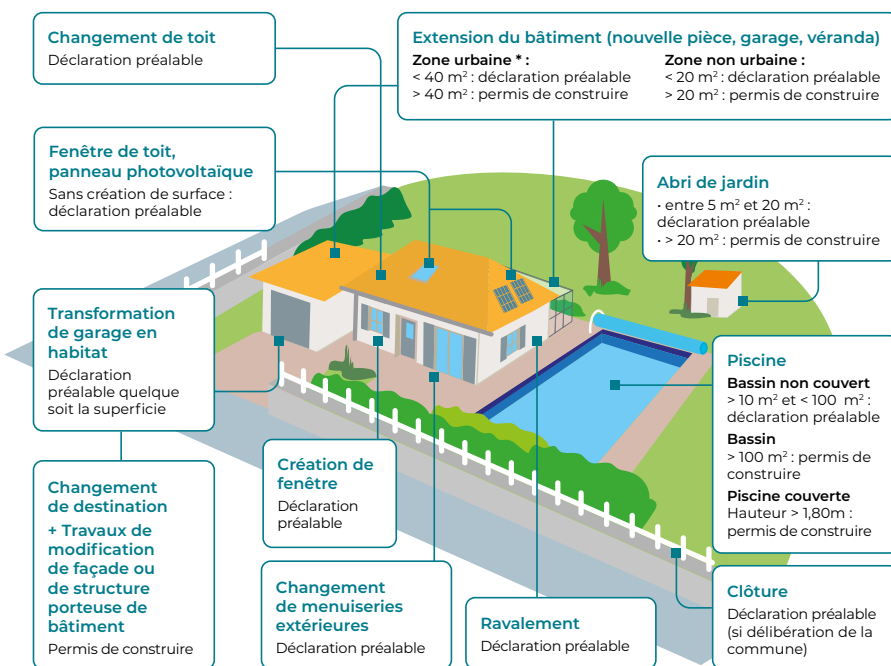 Changement de toit
Déclaration préalable
Extension du bâtiment (nouvelle pièce, garage, véranda)
Zone urbaine * :
< 40 m² : déclaration préalable
> 40 m² : permis de construire
Zone non urbaine :
< 20 m² : déclaration préalable
> 20 m² : permis de construire
Fenêtre de toit,
panneau photovoltaïque
Sans création de surface :
déclaration préalable
Abri de jardin
• entre 5 m² et 20 m² :
déclaration préalable
• > 20 m² : permis de construire
Transformation
de garage en
habitat
Déclaration
préalable quelque
soit la superficie
Piscine
Bassin non couvert
> 10 m² et < 100 m² :
déclaration préalable
Bassin
> 100 m² : permis de
construire
Piscine couverte
Hauteur > 1,80m :
permis de construire
Changement
de destination
+ Travaux de
modification
de façade ou
de structure
porteuse de
bâtiment
Permis de construire
Création de
fenêtre
Déclaration
préalable
Changement
de menuiseries
extérieures
Déclaration préalable
Ravalement
Déclaration préalable
Clôture
Déclaration préalable
(si délibération de la
commune)